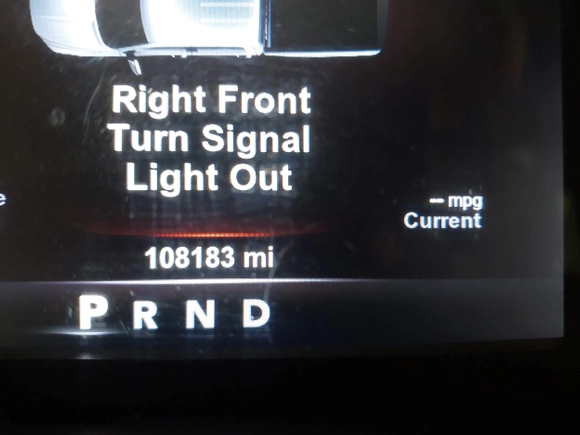 Right Front
Turn Signal
Light Out
-- mpg
Current
108183 mi
P R N D